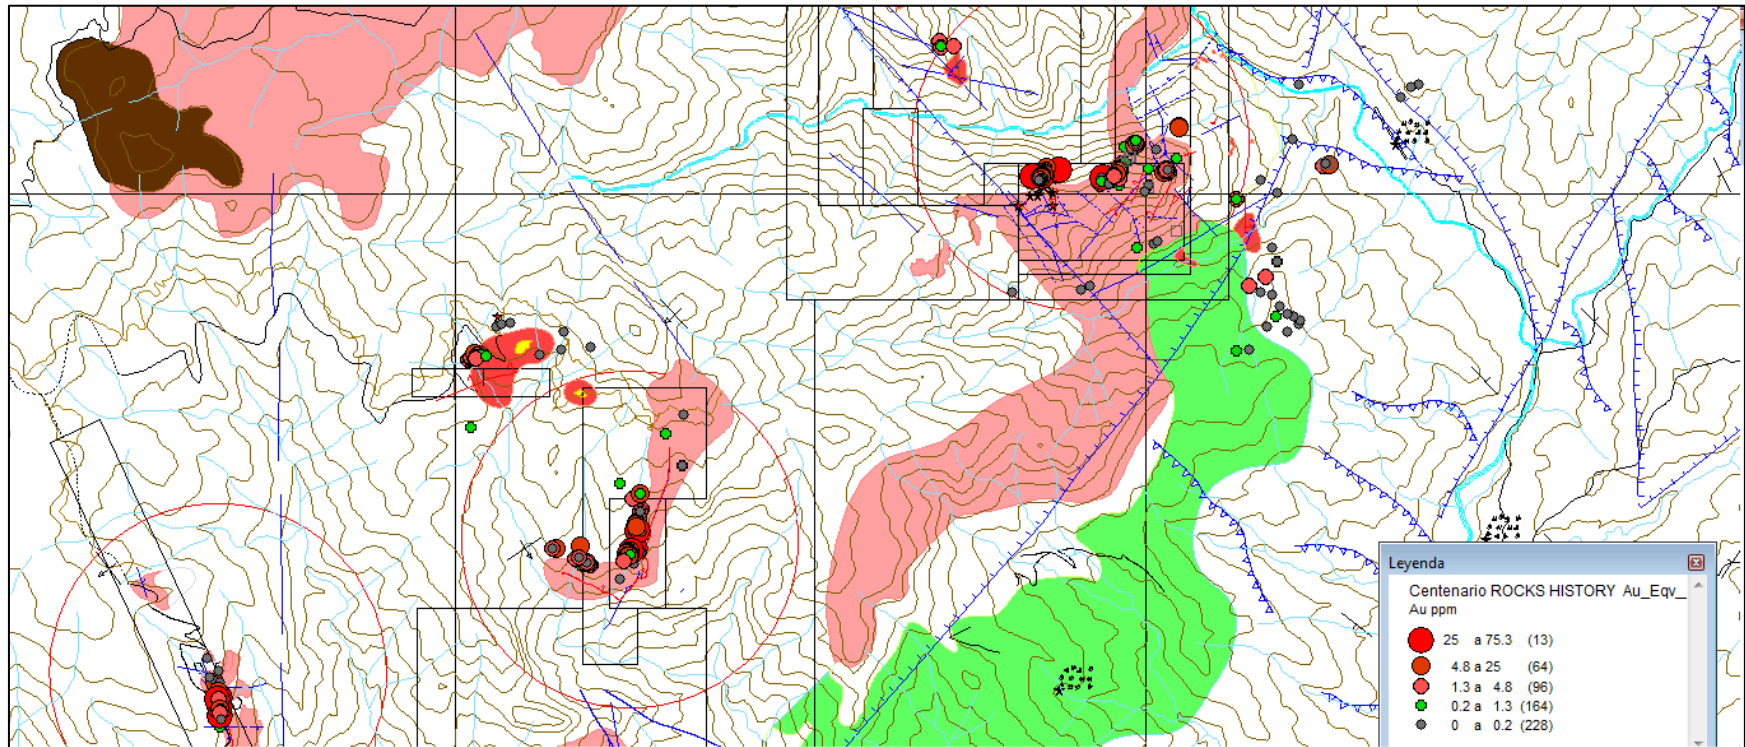 Leyenda
Centenario ROCKS HISTORY Au_Eqv_
Au ppm
25 a 75.3 (13)
4.8 a 25 (64)
1.3 a 4.8 (96)
0.2 a 1.3 (164)
0 a 0.2 (228)